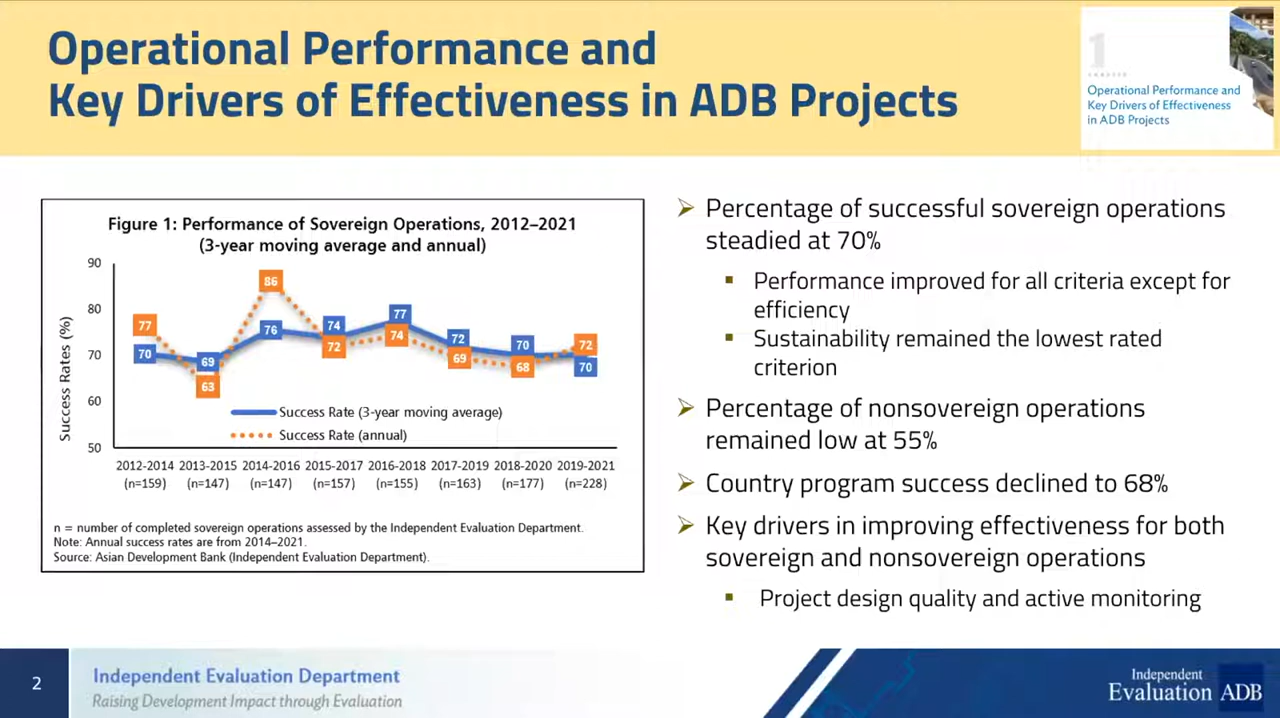 Operational Performance and
Key Drivers of Effectiveness in ADB Projects
1
Operational Performance and
Key Drivers of Effectiveness
in ADB Projects
Figure 1: Performance of Sovereign Operations, 2012–2021
(3-year moving average and annual)
Success Rates (%)
90
80
70
60
50
77
70
69
63
86
76
74
72
77
74
72
69
70
68
72
70
Success Rate (3-year moving average)
Success Rate (annual)
2012-2014 2013-2015 2014-2016 2015-2017 2016-2018 2017-2019 2018-2020 2019-2021
(n=159) (n=147) (n=147) (n=157) (n=155) (n=163) (n=177) (n=228)
n = number of completed sovereign operations assessed by the Independent Evaluation Department.
Note: Annual success rates are from 2014–2021.
Source: Asian Development Bank (Independent Evaluation Department).
➢ Percentage of successful sovereign operations
steadied at 70%
▪ Performance improved for all criteria except for
efficiency
▪ Sustainability remained the lowest rated
criterion
➢ Percentage of nonsovereign operations
remained low at 55%
➢ Country program success declined to 68%
➢ Key drivers in improving effectiveness for both
sovereign and nonsovereign operations
▪ Project design quality and active monitoring
2
Independent Evaluation Department
Raising Development Impact through Evaluation
Independent
Evaluation ADB